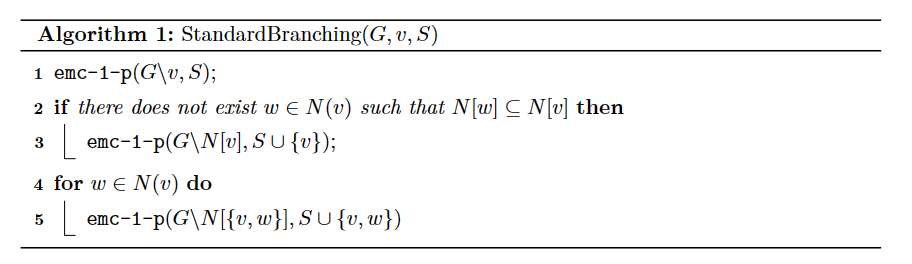 Algorithm 1: StandardBranching(G, v, S)
1 emc-1-p(G\v, S);
2 if there does not exist w ∈ N(v) such that N[w] ⊆ N[v] then
3 emc-1-p(G\N[v], S ∪ {v});
4 for w ∈ N(v) do
5 emc-1-p(G\N[{v, w}], S ∪ {v, w})